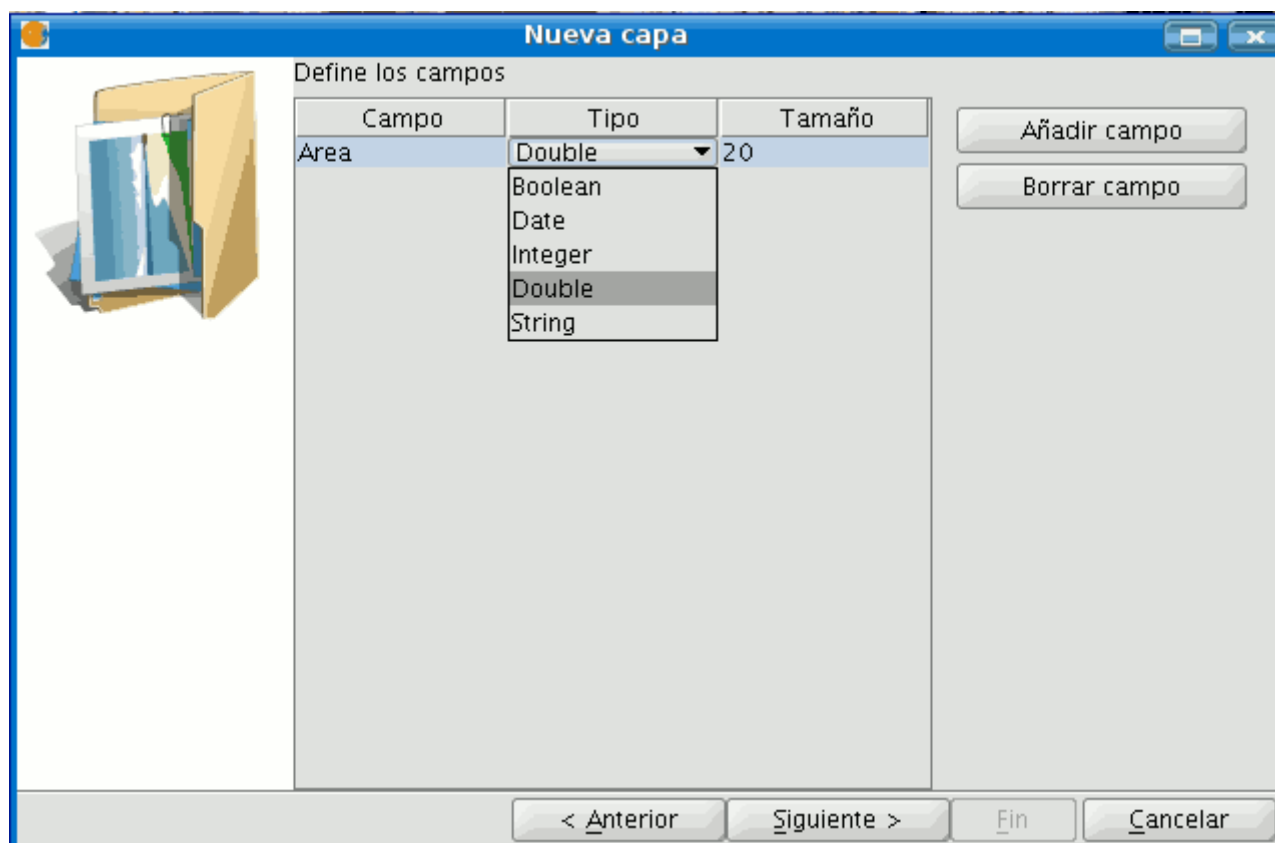 Nueva capa
Define los campos
Campo Tipo Tamaño
Area Double 20
Boolean
Date
Integer
Double
String
Añadir campo
Borrar campo
< Anterior Siguiente > Fin Cancelar